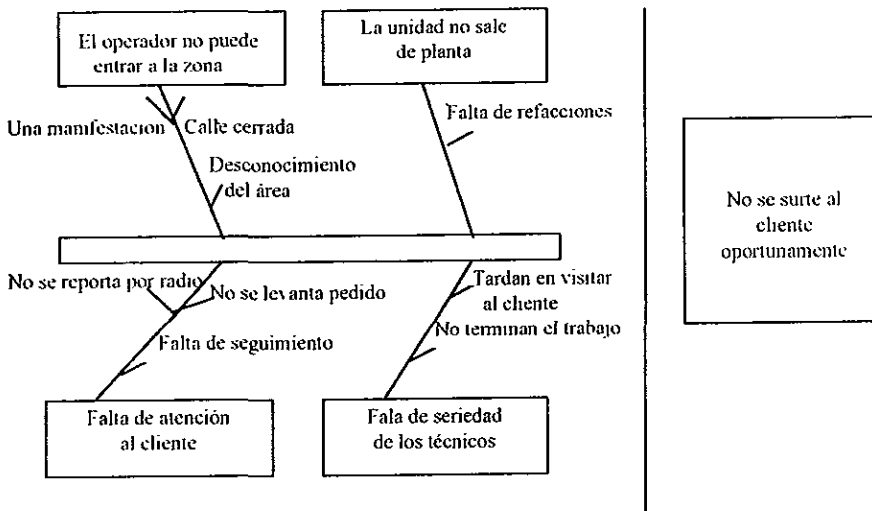 El operador no puede
entrar a la zona
La unidad no sale
de planta
Una manifestacion
Calle cerrada
Falta de refacciones
Desconocimiento
del área
No se surte al
cliente
oportunamente
No se reporta por radio
No se levanta pedido
Tardan en visitar
al cliente
No terminan el trabajo
Falta de seguimiento
Falta de atención
al cliente
Fala de seriedad
de los técnicos